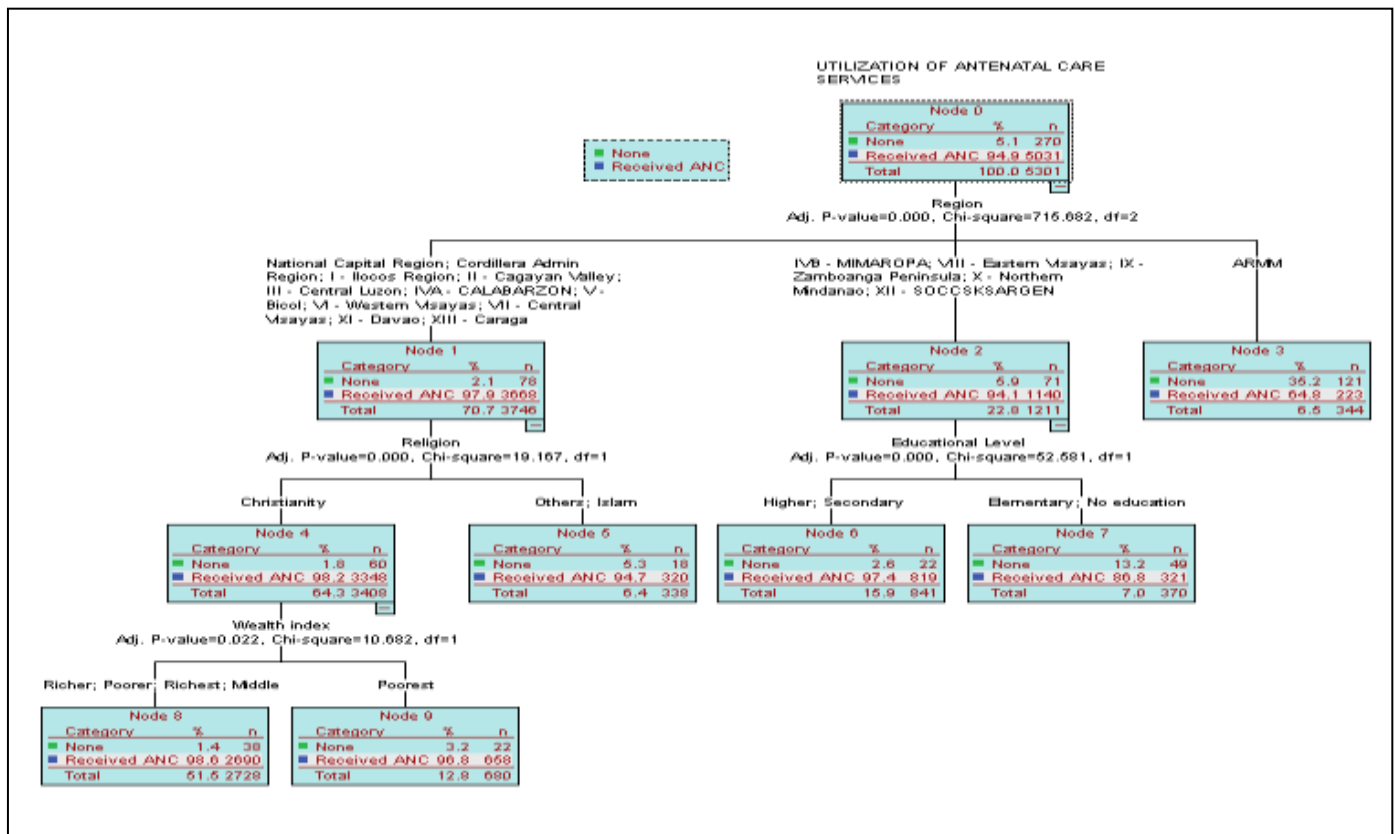 UTILIZATION OF ANTENATAL CARE
SERVICES
Node 0
Category % n
None 5.1 270
Received ANC 94.9 5031
Total 100.0 5301
None
Received ANC
Region
Adj. P-value=0.000, Chi-square=715.682, df=2
National Capital Region; Cordillera Admin
Region; I - Ilocos Region; II - Cagayan Valley;
III - Central Luzon; IVA - CALABARZON; V -
Bicol; VI - Western Visayas; VII - Central
Visayas; XI - Davao; XIII - Caraga
IVB - MIMAROPA; VIII - Eastern Visayas; IX -
Zamboanga Peninsula; X - Northern
Mindanao; XII - SOCCSKSARGEN
ARMM
Node 1
Category % n
None 2.1 78
Received ANC 97.9 3668
Total 70.7 3746
Node 2
Category % n
None 5.9 71
Received ANC 94.1 1140
Total 22.8 1211
Node 3
Category % n
None 35.2 121
Received ANC 64.8 223
Total 6.5 344
Religion
Adj. P-value=0.000, Chi-square=19.167, df=1
Educational Level
Adj. P-value=0.000, Chi-square=52.581, df=1
Christianity
Others; Islam
Higher; Secondary
Elementary; No education
Node 4
Category % n
None 1.8 60
Received ANC 98.2 3348
Total 64.3 3408
Node 5
Category % n
None 5.3 18
Received ANC 94.7 320
Total 6.4 338
Node 6
Category % n
None 2.6 22
Received ANC 97.4 819
Total 15.9 841
Node 7
Category % n
None 13.2 49
Received ANC 86.8 321
Total 7.0 370
Wealth index
Adj. P-value=0.022, Chi-square=10.682, df=1
Richer; Poorer; Richest; Middle
Poorest
Node 8
Category % n
None 1.4 38
Received ANC 98.6 2690
Total 51.5 2728
Node 9
Category % n
None 3.2 22
Received ANC 96.8 658
Total 12.8 680